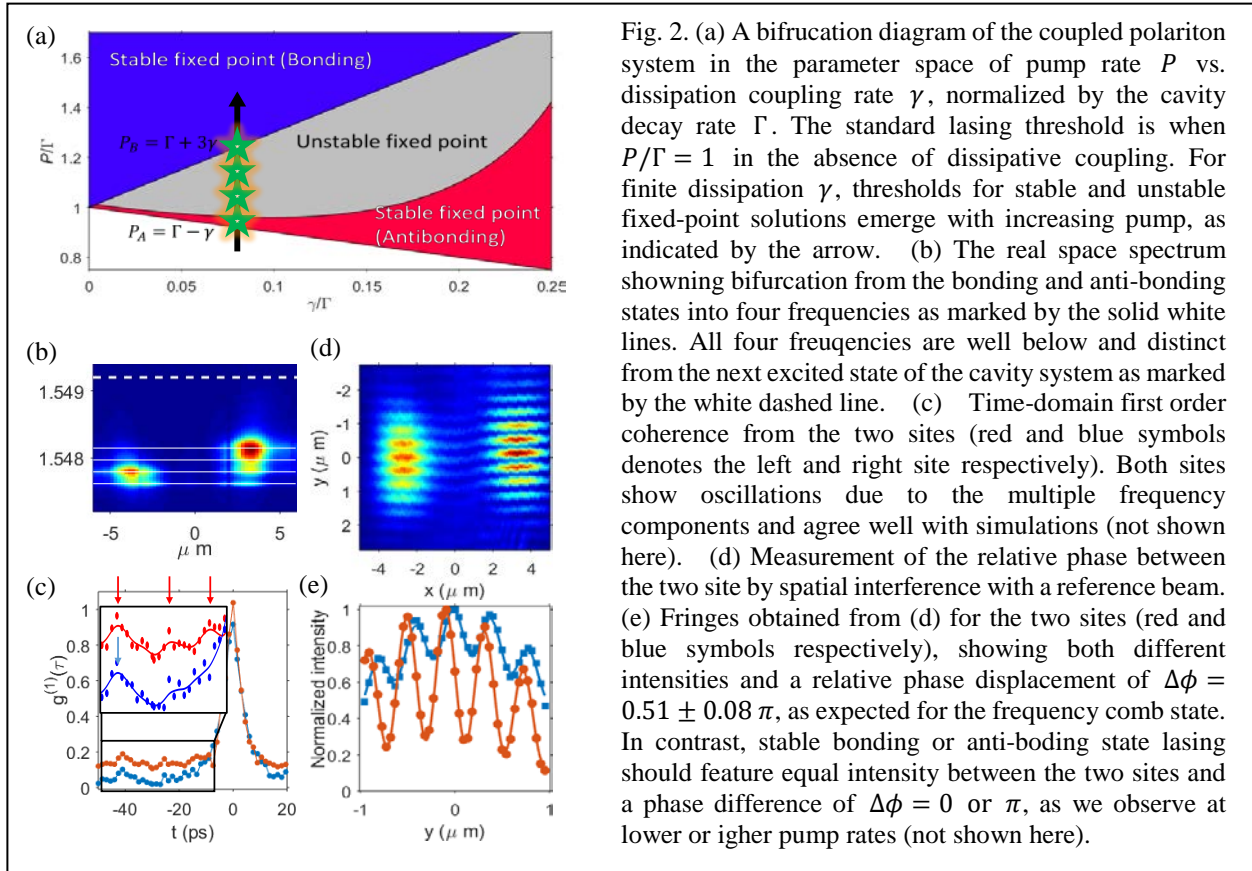 (a)
1.6
1.4
1.2
1
0.8
P/Γ
Stable fixed point (Bonding)
P_B = Γ + 3γ
Unstable fixed point
P_A = Γ − γ
Stable fixed point
(Antibonding)
0
0.05
0.1
0.15
0.2
0.25
γ/Γ
(b)
1.549
1.548
-5
0
5
μ m
(d)
y (μ m)
-2
-1
0
1
2
-4
-2
0
2
4
x (μ m)
(c)
g(1)(τ)
1
0.8
0.6
0.4
0.2
0
-40
-20
0
20
t (ps)
(e)
Normalized intensity
1
0.8
0.6
0.4
0.2
0
-1
0
1
y (μ m)
Fig. 2. (a) A bifrucation diagram of the coupled polariton
system in the parameter space of pump rate P vs.
dissipation coupling rate γ, normalized by the cavity
decay rate Γ. The standard lasing threshold is when
P/Γ = 1 in the absence of dissipative coupling. For
finite dissipation γ, thresholds for stable and unstable
fixed-point solutions emerge with increasing pump, as
indicated by the arrow. (b) The real space spectrum
showning bifurcation from the bonding and anti-bonding
states into four frequencies as marked by the solid white
lines. All four freuqencies are well below and distinct
from the next excited state of the cavity system as marked
by the white dashed line. (c) Time-domain first order
coherence from the two sites (red and blue symbols
denotes the left and right site respectively). Both sites
show oscillations due to the multiple frequency
components and agree well with simulations (not shown
here). (d) Measurement of the relative phase between
the two site by spatial interference with a reference beam.
(e) Fringes obtained from (d) for the two sites (red and
blue symbols respectively), showing both different
intensities and a relative phase displacement of Δϕ =
0.51 ± 0.08 π, as expected for the frequency comb state.
In contrast, stable bonding or anti-boding state lasing
should feature equal intensity between the two sites and
a phase difference of Δϕ = 0 or π, as we observe at
lower or igher pump rates (not shown here).